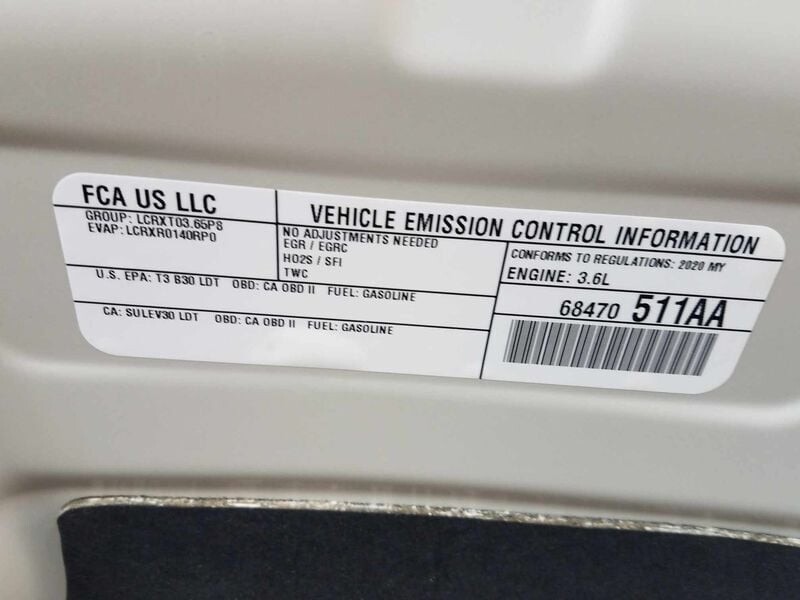 FCA US LLC
GROUP: LCRXT03.65P8
EVAP: LCRXR0140RP0
VEHICLE EMISSION CONTROL INFORMATION
NO ADJUSTMENTS NEEDED
EGR / EGRC
HO2S / SFI
TWC
CONFORMS TO REGULATIONS: 2020 MY
ENGINE: 3.6L
U.S. EPA: T3 B30 LDT OBD: CA OBD II FUEL: GASOLINE
CA: SULEV30 LDT OBD: CA OBD II FUEL: GASOLINE
68470 511AA